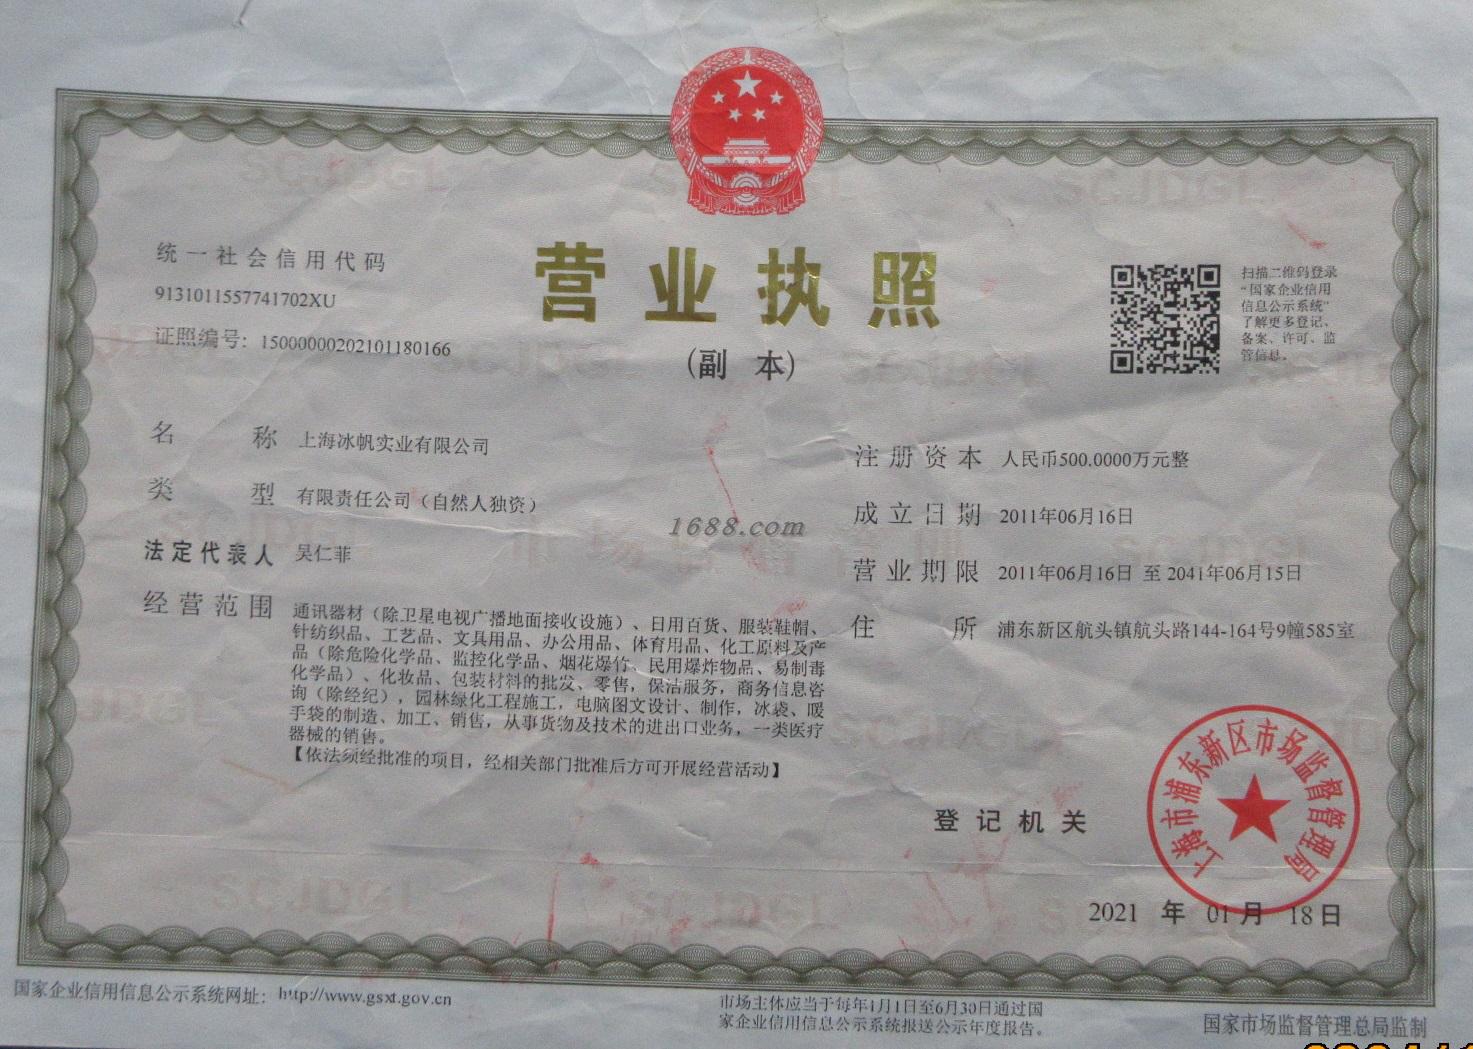 统一社会信用代码
9131011557741702XU
证照编号：15000000202101180166
营业执照
(副 本)
扫描二维码登录
“国家企业信用
信息公示系统”
了解更多登记、
备案、许可、监
管信息。
名 称 上海冰帆实业有限公司
类 型 有限责任公司（自然人独资）
法定代表人 吴仁菲
经营范围 通讯器材（除卫星电视广播地面接收设施）、日用百货、服装鞋帽、
针纺织品、工艺品、文具用品、办公用品、体育用品、化工原料及产
品（除危险化学品、监控化学品、烟花爆竹、民用爆炸物品、易制毒
化学品）、化妆品、包装材料的批发、零售，保洁服务，商务信息咨
询（除经纪），园林绿化工程施工，电脑图文设计、制作，冰袋、暖
手袋的制造、加工、销售，从事货物及技术的进出口业务，一类医疗
器械的销售。
【依法须经批准的项目，经相关部门批准后方可开展经营活动】
注册资本 人民币500.0000万元整
成立日期 2011年06月16日
营业期限 2011年06月16日 至 2041年06月15日
住 所 浦东新区航头镇航头路144-164号9幢585室
1688.com
登记机关
上海市浦东新区市场监督管理局
2021 年 01 月 18 日
国家企业信用信息公示系统网址：http://www.gsxt.gov.cn
市场主体应当于每年1月1日至6月30日通过国
家企业信用信息公示系统报送公示年度报告。
国家市场监督管理总局监制